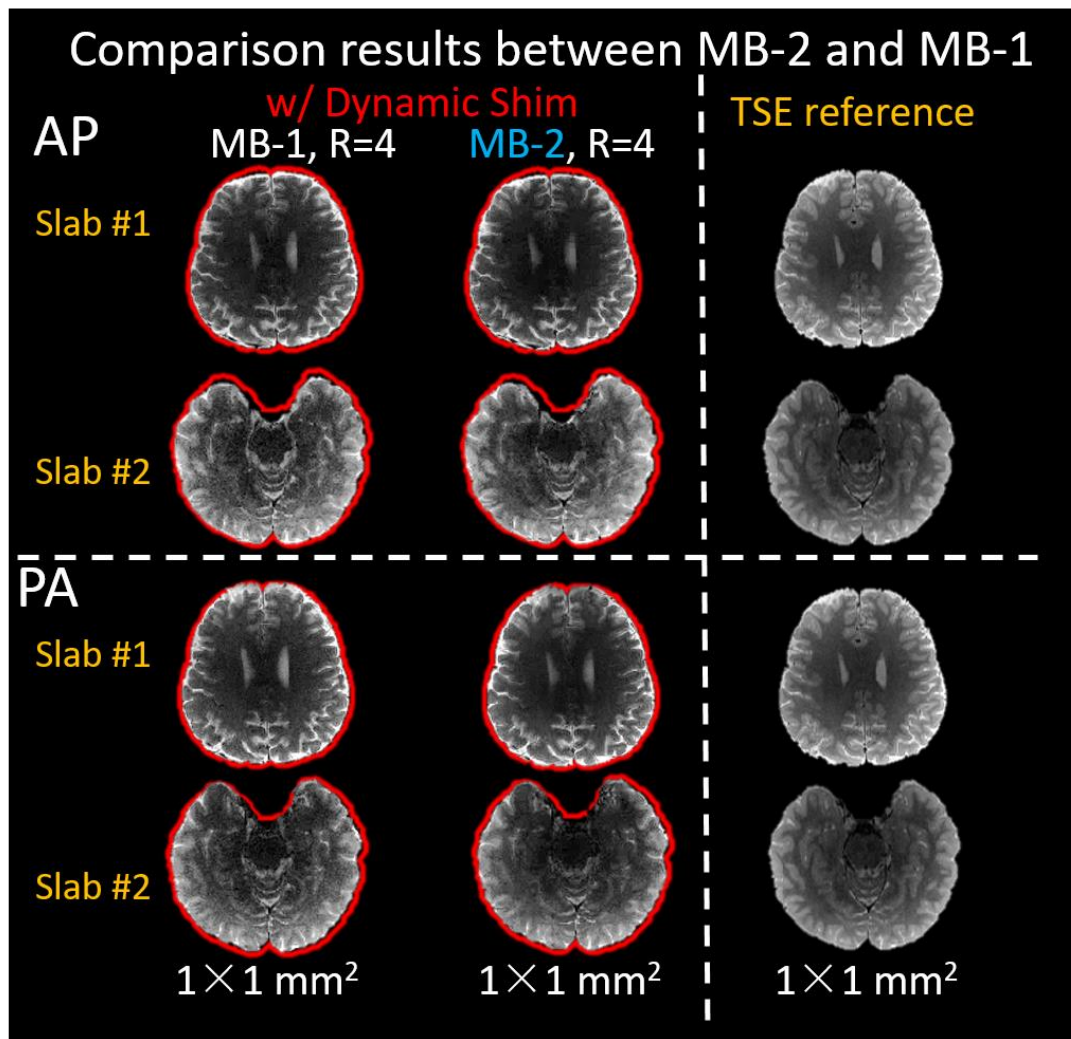 Comparison results between MB-2 and MB-1
w/ Dynamic Shim
TSE reference
AP
MB-1, R=4
MB-2, R=4
Slab #1
Slab #2
PA
Slab #1
Slab #2
1×1 mm²
1×1 mm²
1×1 mm²